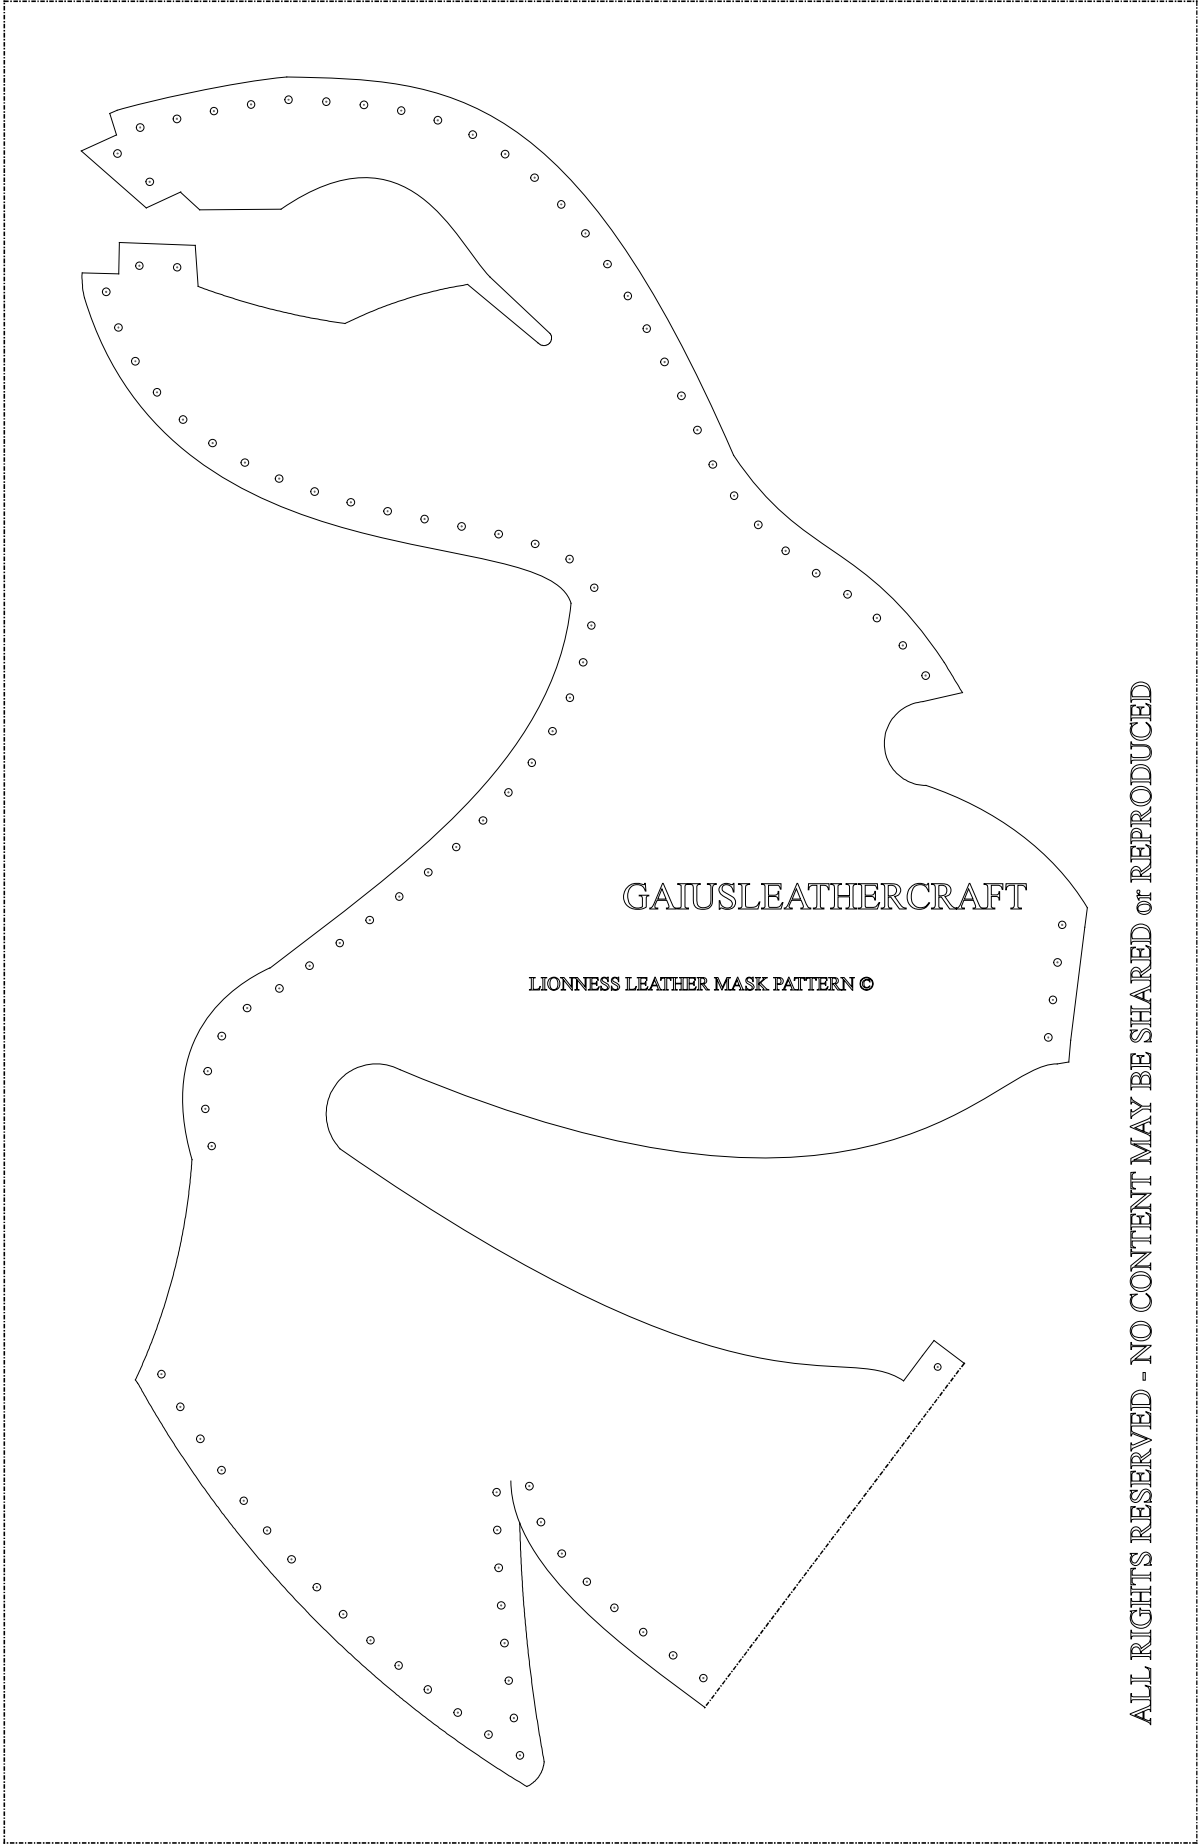 GAIUSLEATHERCRAFT
LIONNESS LEATHER MASK PATTERN ©
ALL RIGHTS RESERVED - NO CONTENT MAY BE SHARED or REPRODUCED